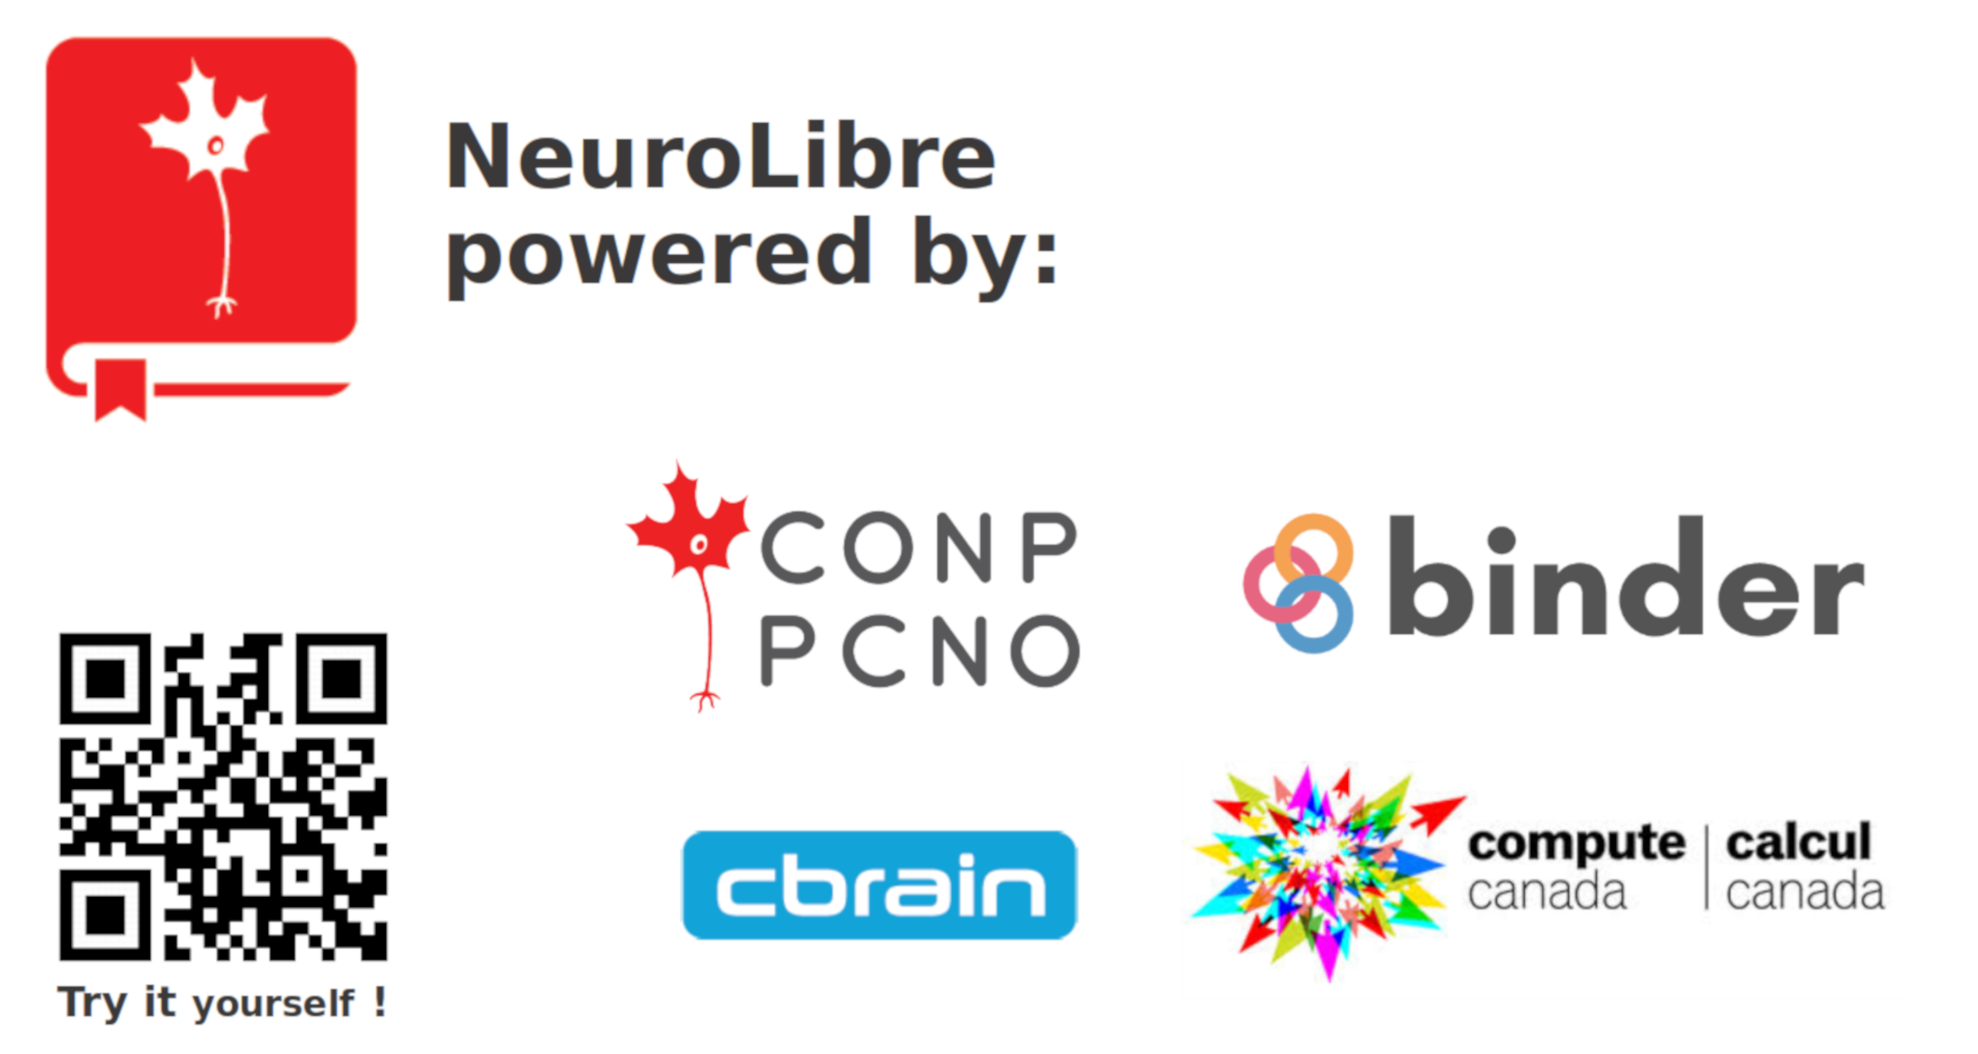 NeuroLibre
powered by:
CONP
PCNO
binder
cbrain
compute canada | calcul canada
Try it yourself !